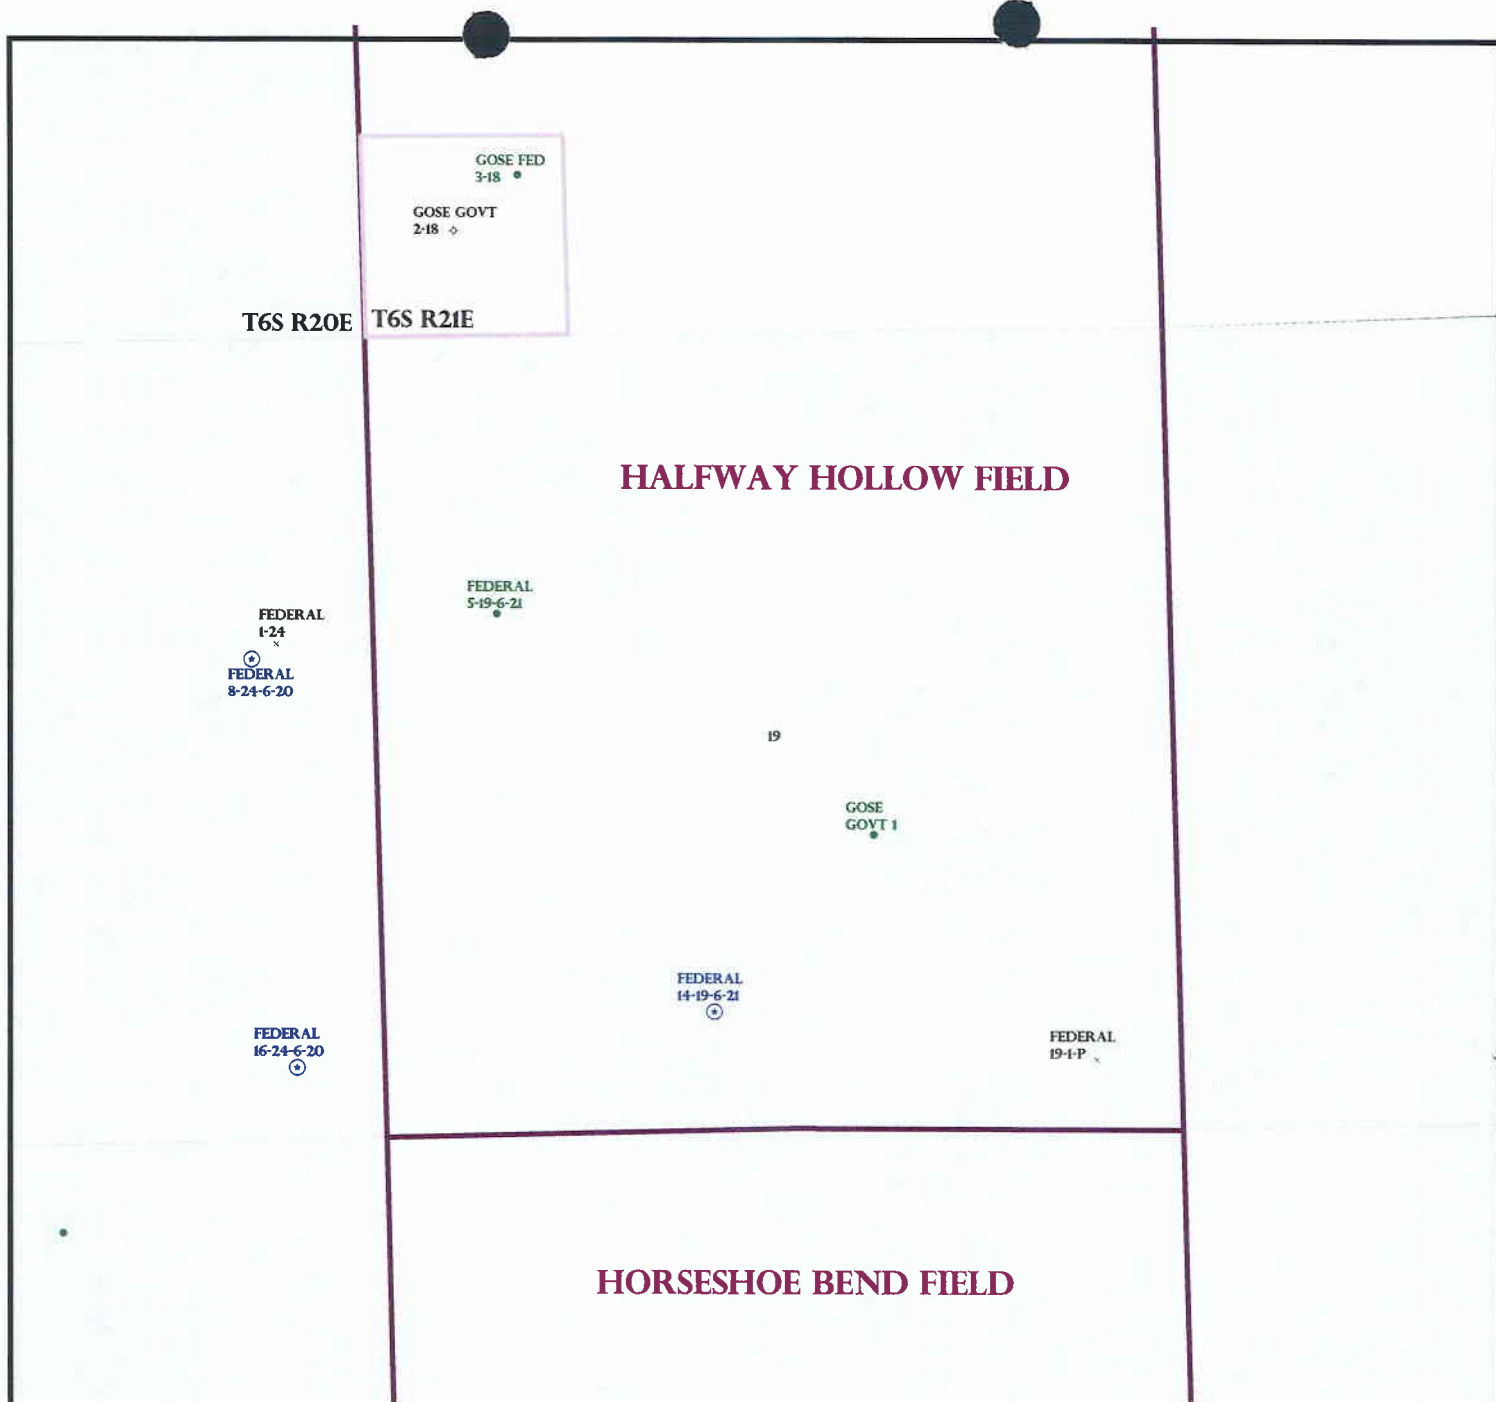 GOSE FED
3-18
GOSE GOVT
2-18
T6S R20E
T6S R21E
HALFWAY HOLLOW FIELD
FEDERAL
5-19-6-21
FEDERAL
1-24
FEDERAL
8-24-6-20
19
GOSE
GOVT 1
FEDERAL
14-19-6-21
FEDERAL
16-24-6-20
FEDERAL
19-1-P
HORSESHOE BEND FIELD